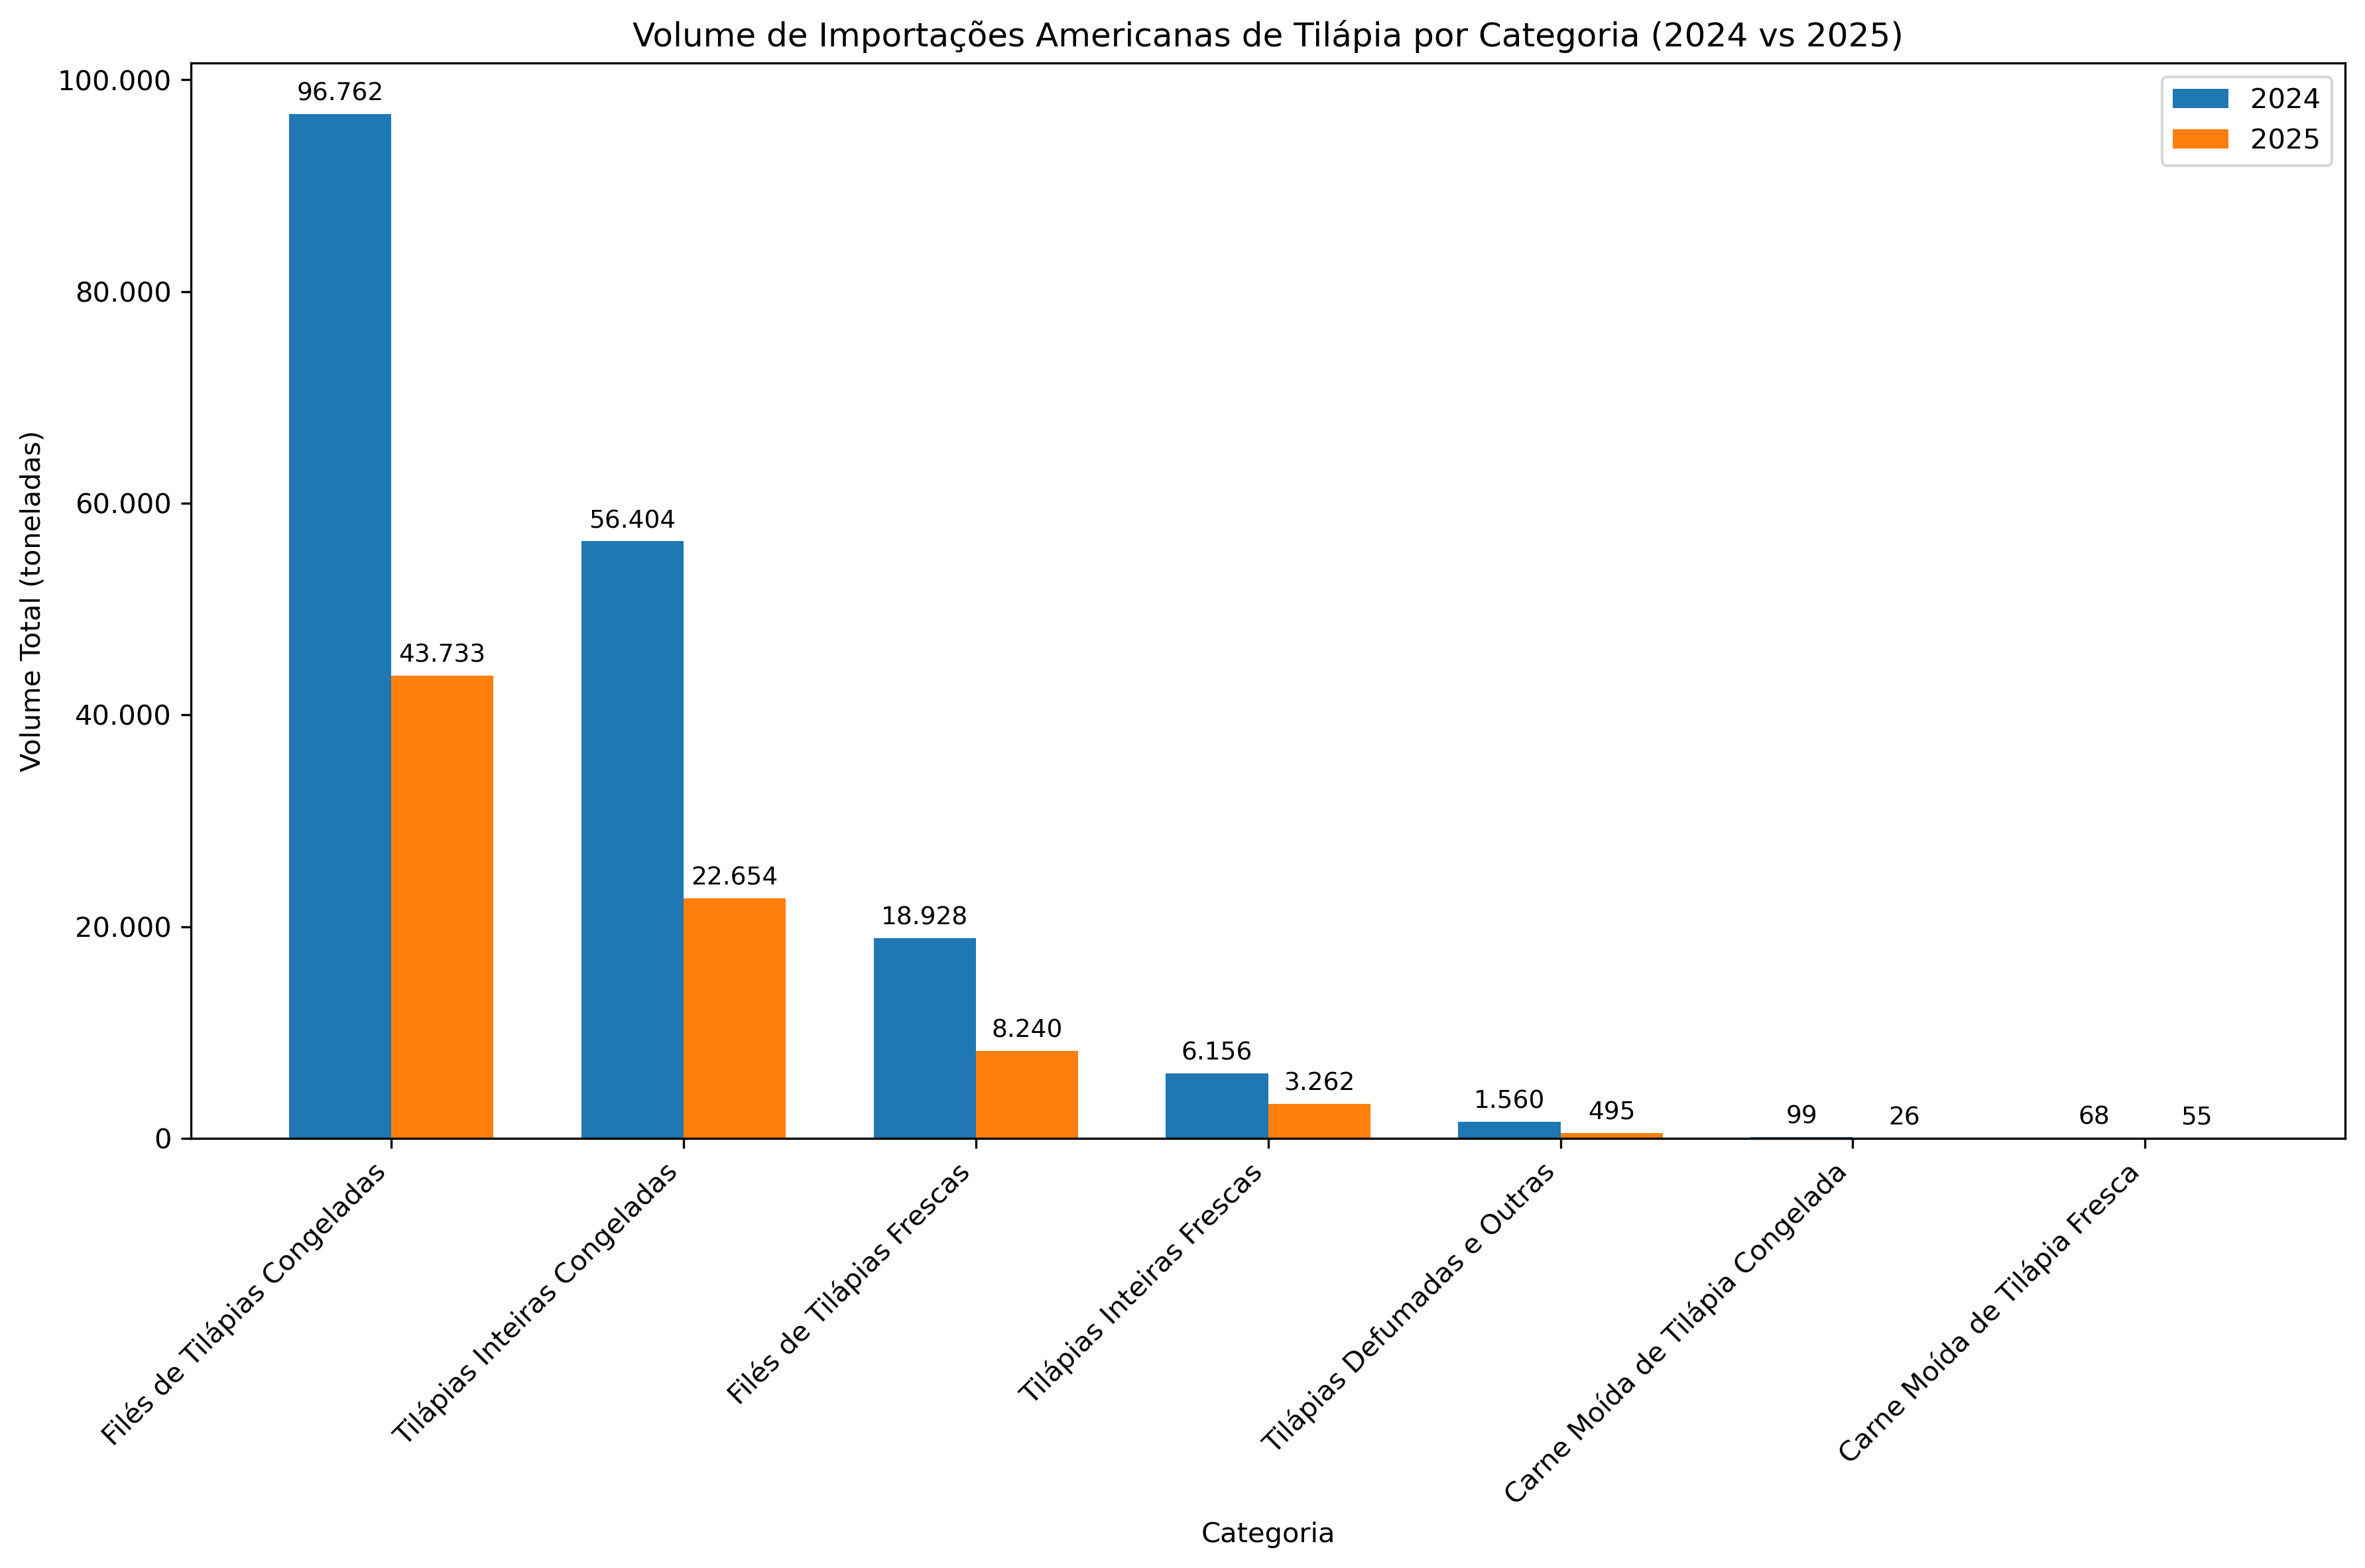 Volume de Importações Americanas de Tilápia por Categoria (2024 vs 2025)
2024
2025
Volume Total (toneladas)
100.000
80.000
60.000
40.000
20.000
0
96.762
43.733
56.404
22.654
18.928
8.240
6.156
3.262
1.560
495
99
26
68
55
Filés de Tilápias Congeladas
Tilápias Inteiras Congeladas
Filés de Tilápias Frescas
Tilápias Inteiras Frescas
Tilápias Defumadas e Outras
Carne Moída de Tilápia Congelada
Carne Moída de Tilápia Fresca
Categoria